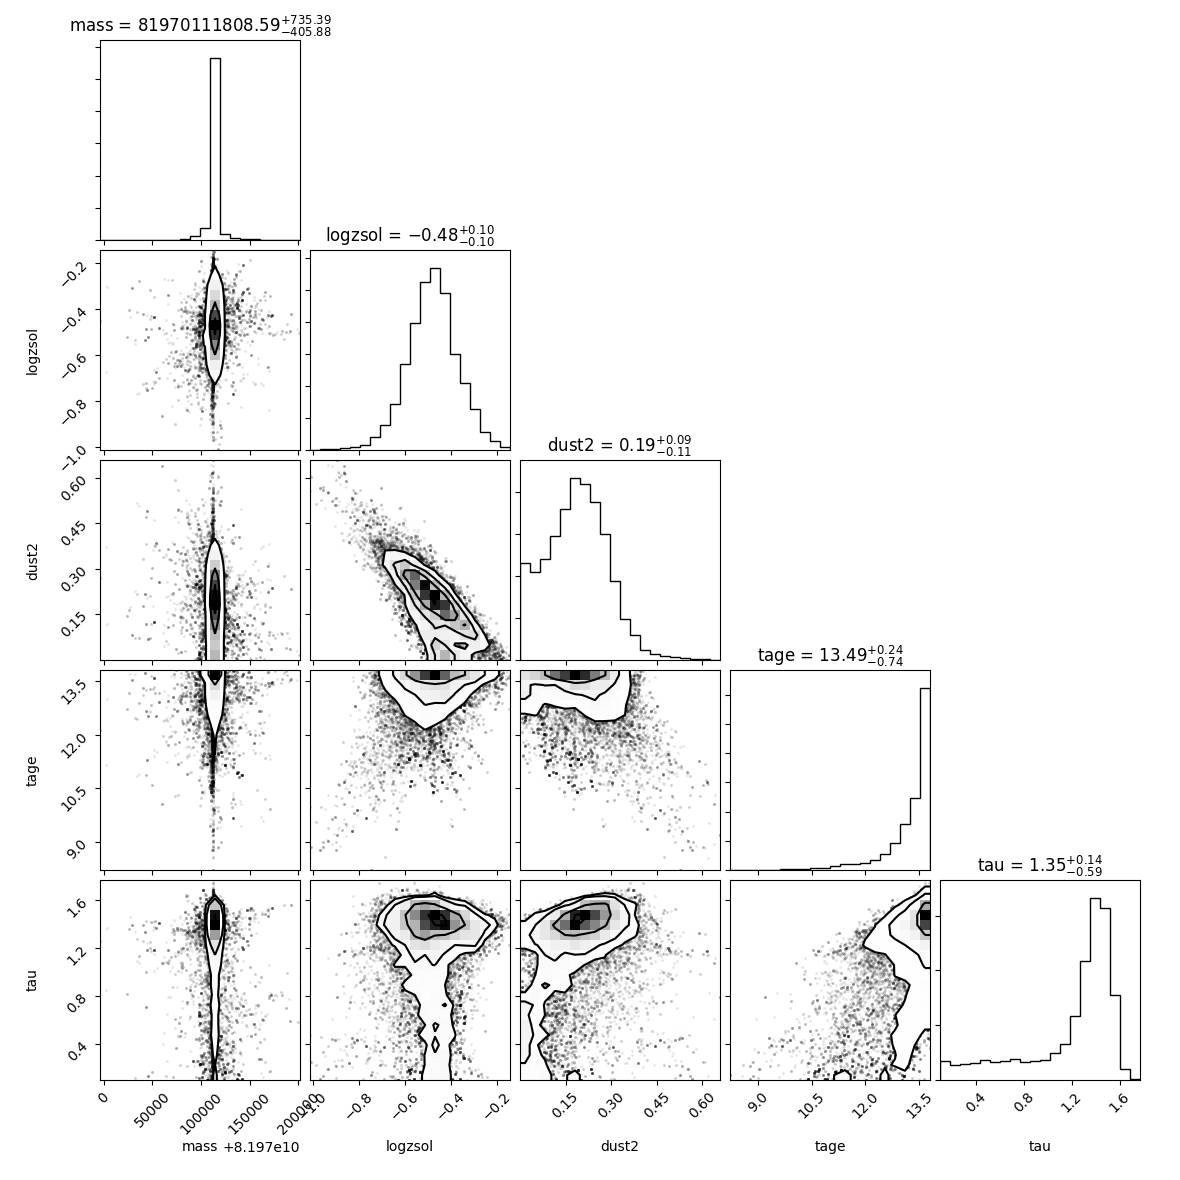 mass = 81970111808.59+735.39−405.88
logzsol = −0.48+0.10−0.10
−0.2
−0.4
−0.6
−0.8
−1.0
logzsol
dust2 = 0.19+0.09−0.11
0.60
0.45
0.30
0.15
dust2
tage = 13.49+0.24−0.74
13.5
12.0
10.5
9.0
tage
tau = 1.35+0.14−0.59
1.6
1.2
0.8
0.4
tau
0 50000 100000 150000 200000
−1.0 −0.8 −0.6 −0.4 −0.2
0.15 0.30 0.45 0.60
9.0 10.5 12.0 13.5
0.4 0.8 1.2 1.6
mass +8.197e10 logzsol dust2 tage tau